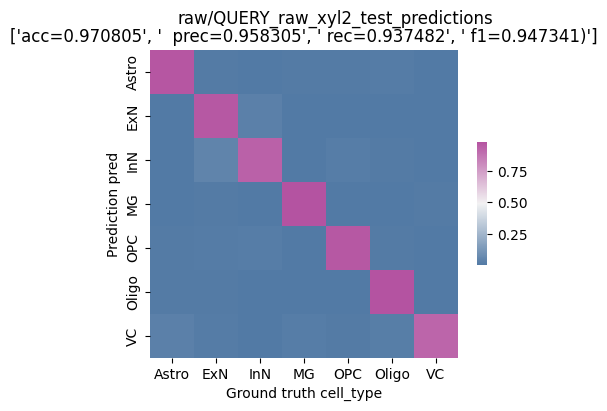 raw/QUERY_raw_xyl2_test_predictions
['acc=0.970805', '  prec=0.958305', ' rec=0.937482', ' f1=0.947341)']
Astro
ExN
InN
MG
OPC
Oligo
VC
Prediction pred
0.75
0.50
0.25
Astro ExN InN MG OPC Oligo VC
Ground truth cell_type